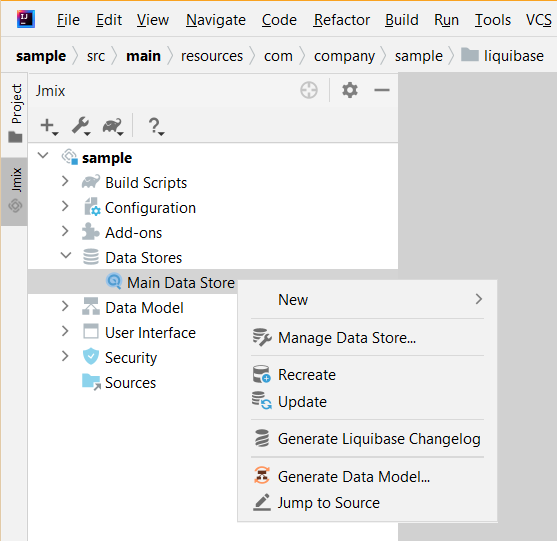 IJ File Edit View Navigate Code Refactor Build Run Tools VCS
sample src main resources com company sample liquibase
Project
Jmix
Jmix
sample
Build Scripts
Configuration
Add-ons
Data Stores
Main Data Store
Data Model
User Interface
Security
Sources
New
Manage Data Store...
Recreate
Update
Generate Liquibase Changelog
Generate Data Model...
Jump to Source